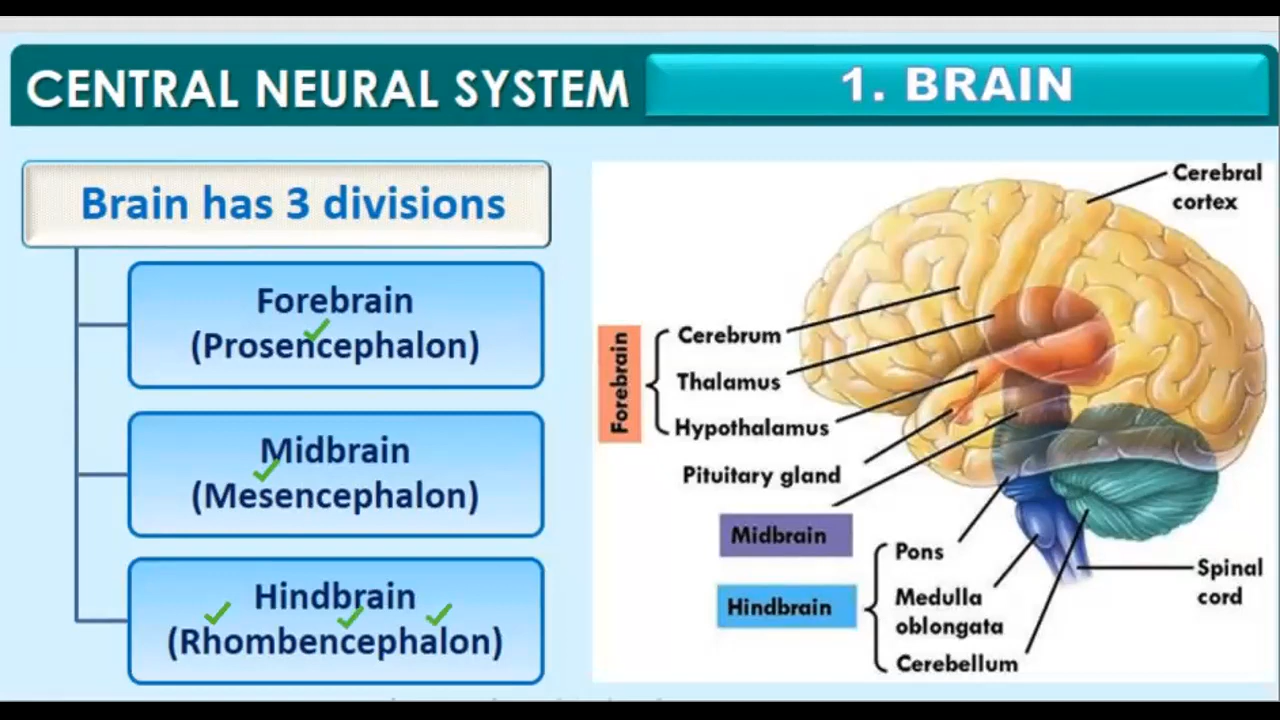 CENTRAL NEURAL SYSTEM
1. BRAIN
Brain has 3 divisions
Forebrain
(Prosencephalon)
Midbrain
(Mesencephalon)
Hindbrain
(Rhombencephalon)
Cerebral
cortex
Forebrain
Cerebrum
Thalamus
Hypothalamus
Pituitary gland
Midbrain
Hindbrain
Pons
Medulla
oblongata
Cerebellum
Spinal
cord